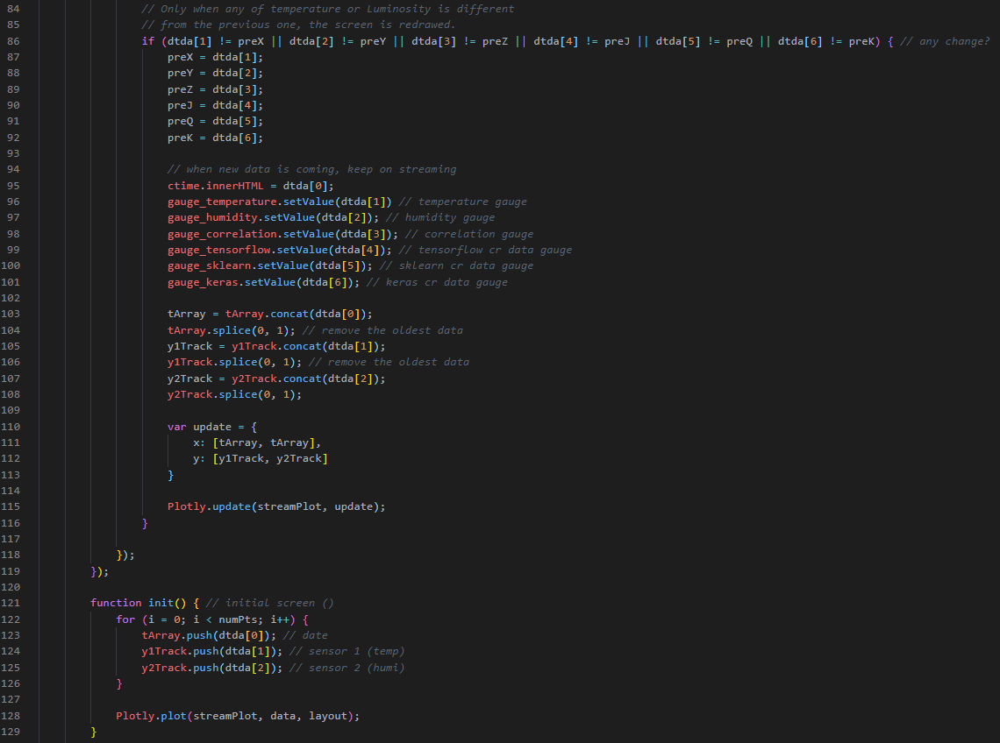 84 // Only when any of temperature or Luminosity is different
85 // from the previous one, the screen is redrawed.
86 if (dtda[1] != preX || dtda[2] != preY || dtda[3] != preZ || dtda[4] != preJ || dtda[5] != preQ || dtda[6] != preK) { // any change?
87 preX = dtda[1];
88 preY = dtda[2];
89 preZ = dtda[3];
90 preJ = dtda[4];
91 preQ = dtda[5];
92 preK = dtda[6];
93
94 // when new data is coming, keep on streaming
95 ctime.innerHTML = dtda[0];
96 gauge_temperature.setValue(dtda[1]) // temperature gauge
97 gauge_humidity.setValue(dtda[2]); // humidity gauge
98 gauge_correlation.setValue(dtda[3]); // correlation gauge
99 gauge_tensorflow.setValue(dtda[4]); // tensorflow cr data gauge
100 gauge_sklearn.setValue(dtda[5]); // sklearn cr data gauge
101 gauge_keras.setValue(dtda[6]); // keras cr data gauge
102
103 tArray = tArray.concat(dtda[0]);
104 tArray.splice(0, 1); // remove the oldest data
105 y1Track = y1Track.concat(dtda[1]);
106 y1Track.splice(0, 1); // remove the oldest data
107 y2Track = y2Track.concat(dtda[2]);
108 y2Track.splice(0, 1);
109
110 var update = {
111 x: [tArray, tArray],
112 y: [y1Track, y2Track]
113 }
114
115 Plotly.update(streamPlot, update);
116 }
117
118 });
119 });
120
121 function init() { // initial screen ()
122 for (i = 0; i < numPts; i++) {
123 tArray.push(dtda[0]); // date
124 y1Track.push(dtda[1]); // sensor 1 (temp)
125 y2Track.push(dtda[2]); // sensor 2 (humi)
126 }
127
128 Plotly.plot(streamPlot, data, layout);
129 }